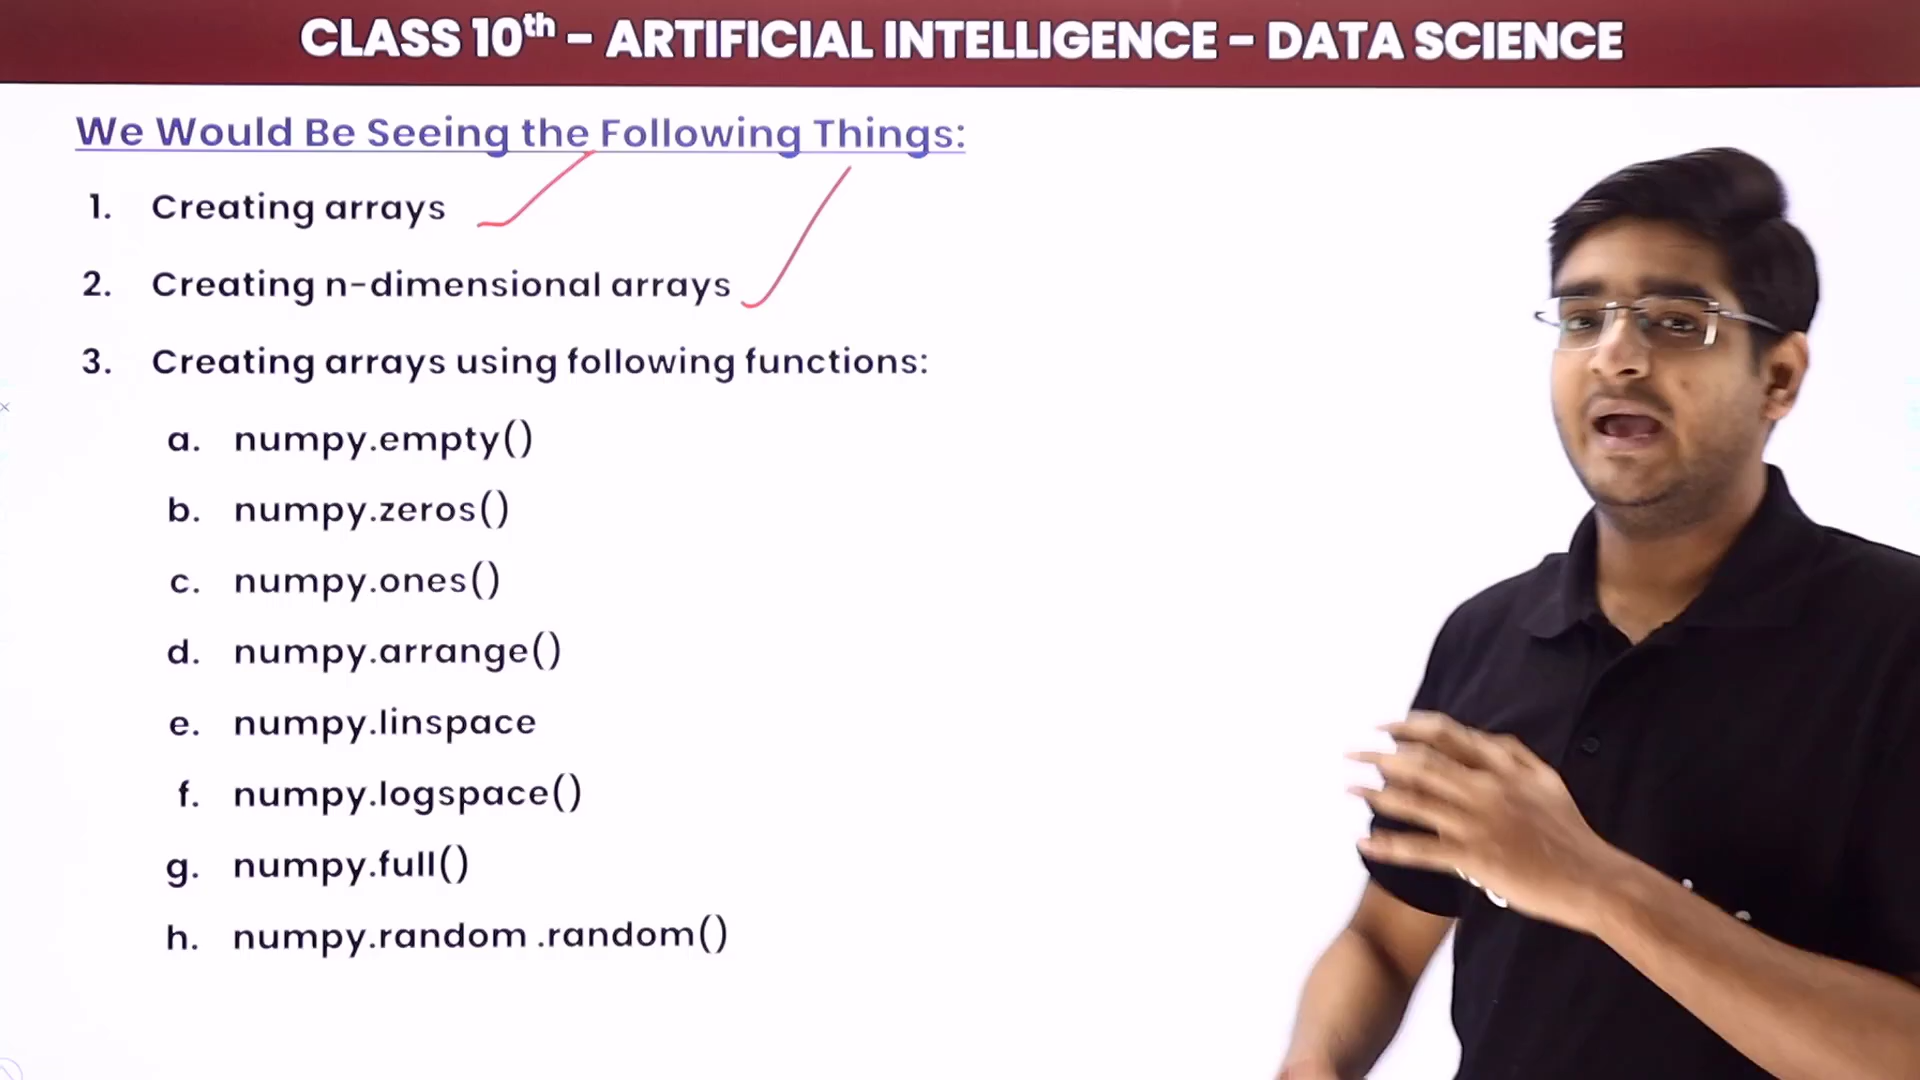 CLASS 10th - ARTIFICIAL INTELLIGENCE - DATA SCIENCE
We Would Be Seeing the Following Things:
1. Creating arrays
2. Creating n-dimensional arrays
3. Creating arrays using following functions:
a. numpy.empty()
b. numpy.zeros()
c. numpy.ones()
d. numpy.arrange()
e. numpy.linspace
f. numpy.logspace()
g. numpy.full()
h. numpy.random .random()